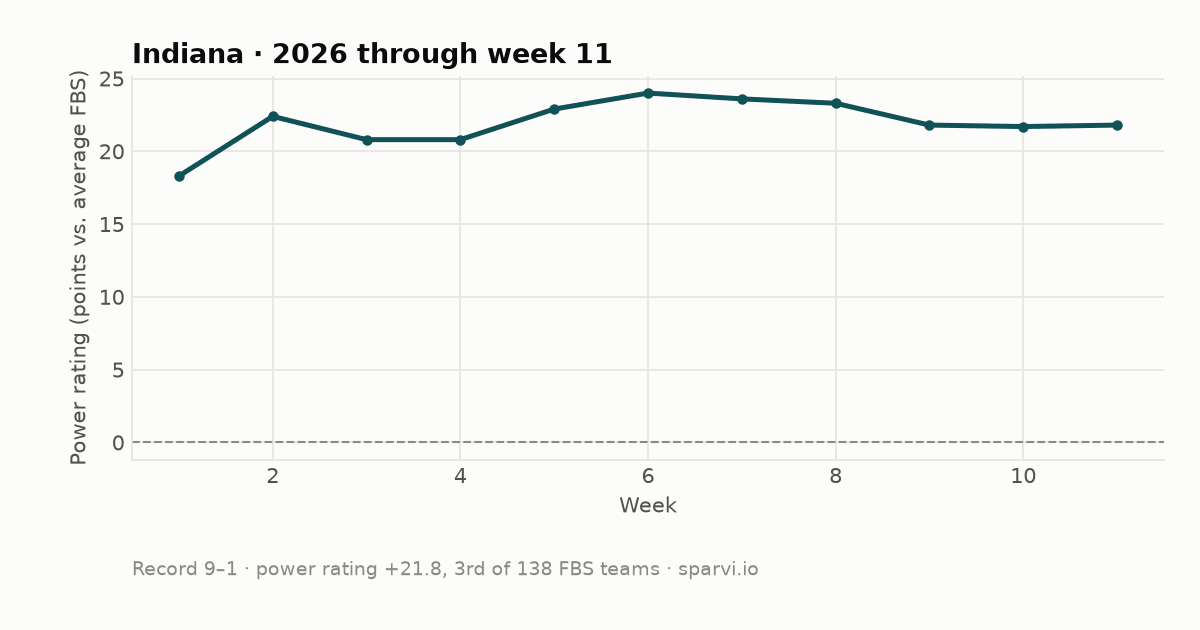 Indiana · 2026 through week 11
Power rating (points vs. average FBS)
25
20
15
10
5
0
2 4 6 8 10
Week
Record 9–1 · power rating +21.8, 3rd of 138 FBS teams · sparvi.io